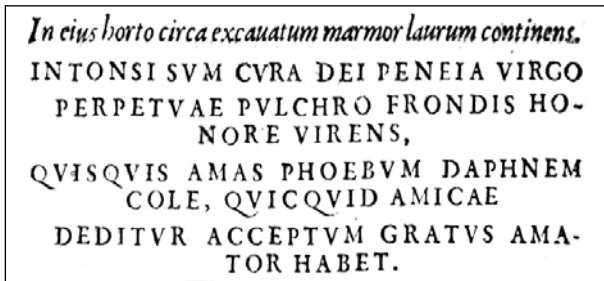 In eius horto circa excauatum marmor laurum continens.
INTONSI SVM CVRA DEI PENEIA VIRGO
PERPETVAE PVLCHRO FRONDIS HO-
NORE VIRENS,
QVISQVIS AMAS PHOEBVM DAPHNEM
COLE, QVICQVID AMICAE
DEDITVR ACCEPTVM GRATVS AMA-
TOR HABET.